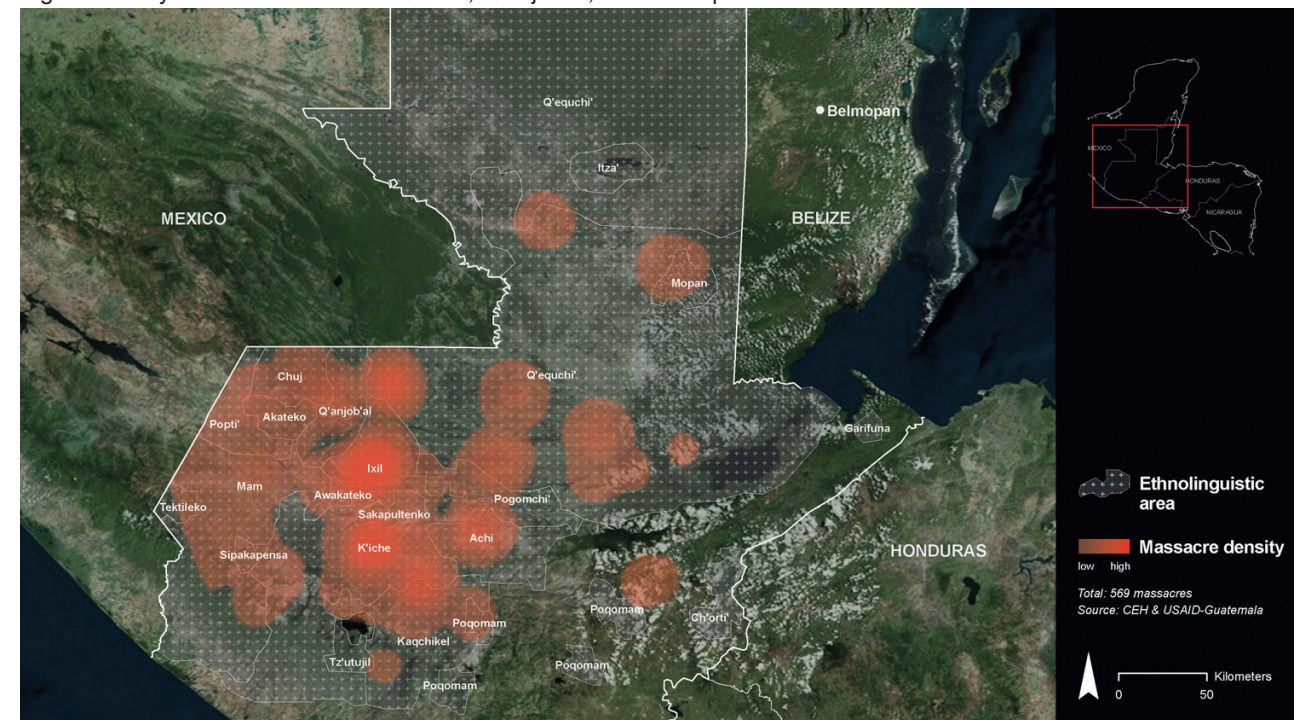 Q'equchi'
Belmopan
Itza'
MEXICO
BELIZE
Mopan
Chuj
Q'equchi'
Akateko
Q'anjob'al
Popti'
Garifuna
Ixil
Mam
Awakateko
Pogomchi'
Tektileko
Sakapultenko
Achi
K'iche
Sipakapensa
HONDURAS
Poqomam
Ch'orti'
Poqomam
Kaqchikel
Tz'utujil
Poqomam
Poqomam
MEXICO
HONDURAS
NICARAGUA
Ethnolinguistic
area
Massacre density
low high
Total: 569 massacres
Source: CEH & USAID-Guatemala
Kilometers
0 50